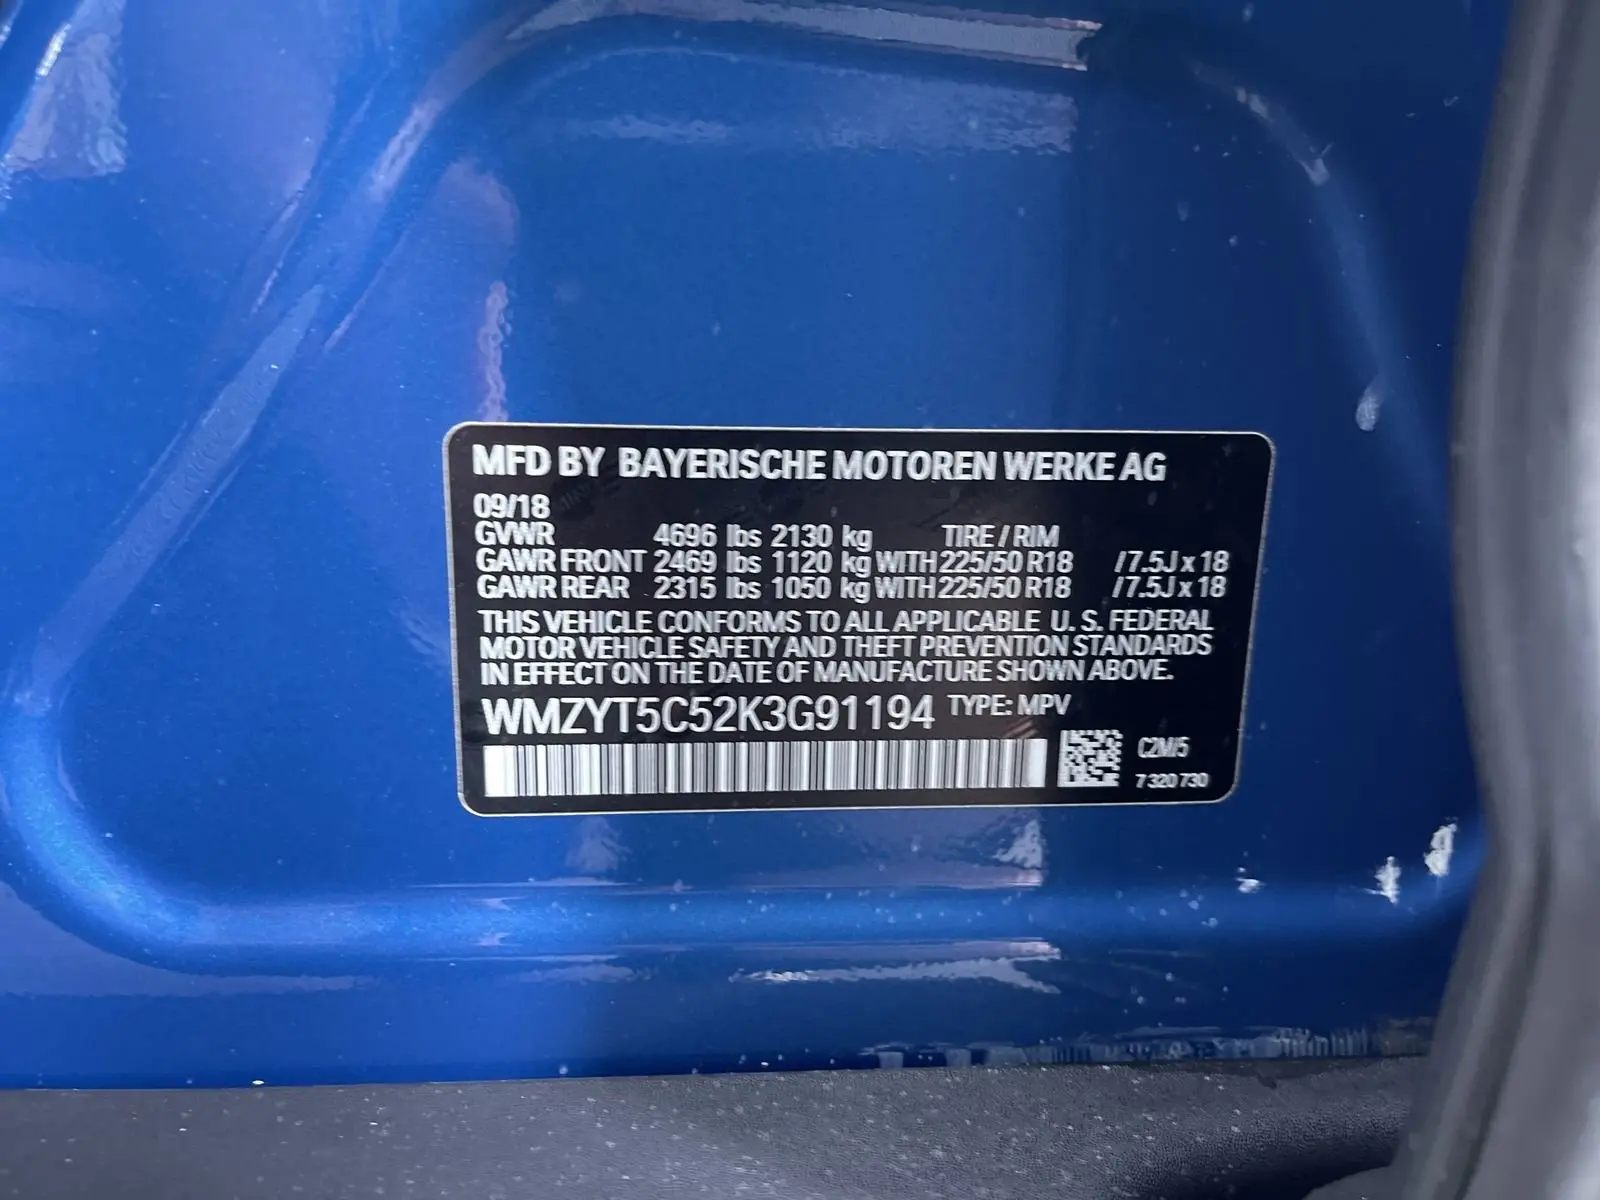 MFD BY BAYERISCHE MOTOREN WERKE AG
09/18
GVWR 4696 lbs 2130 kg TIRE / RIM
GAWR FRONT 2469 lbs 1120 kg WITH 225/50 R18 /7.5J x 18
GAWR REAR 2315 lbs 1050 kg WITH 225/50 R18 /7.5J x 18
THIS VEHICLE CONFORMS TO ALL APPLICABLE U. S. FEDERAL
MOTOR VEHICLE SAFETY AND THEFT PREVENTION STANDARDS
IN EFFECT ON THE DATE OF MANUFACTURE SHOWN ABOVE.
WMZYT5C52K3G91194 TYPE: MPV
C2M/5
7 320 730